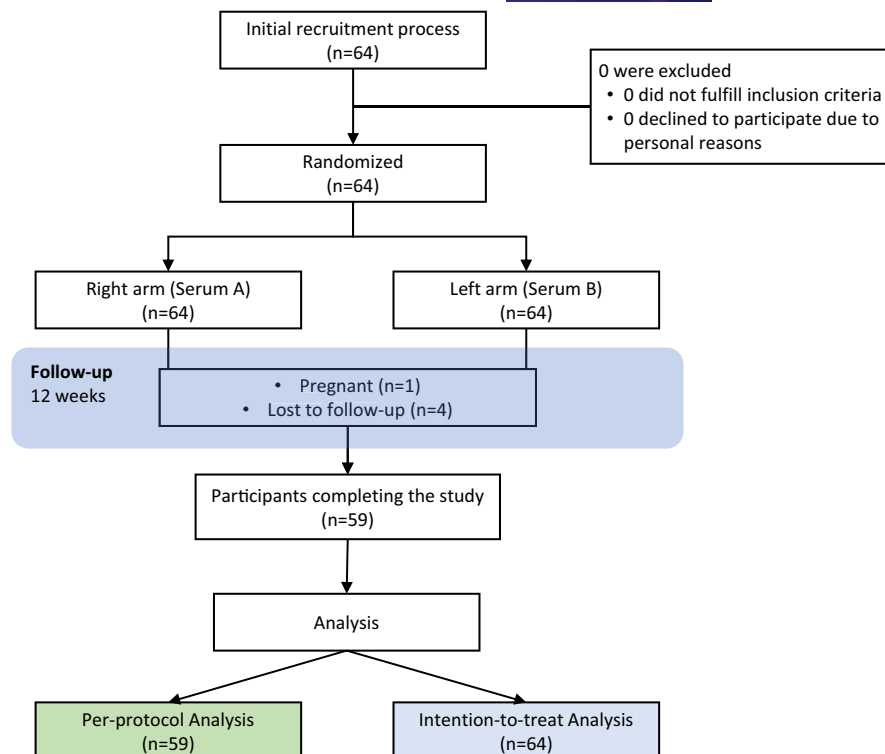 Initial recruitment process
(n=64)
0 were excluded
• 0 did not fulfill inclusion criteria
• 0 declined to participate due to
personal reasons
Randomized
(n=64)
Right arm (Serum A)
(n=64)
Left arm (Serum B)
(n=64)
Follow-up
12 weeks
• Pregnant (n=1)
• Lost to follow-up (n=4)
Participants completing the study
(n=59)
Analysis
Per-protocol Analysis
(n=59)
Intention-to-treat Analysis
(n=64)